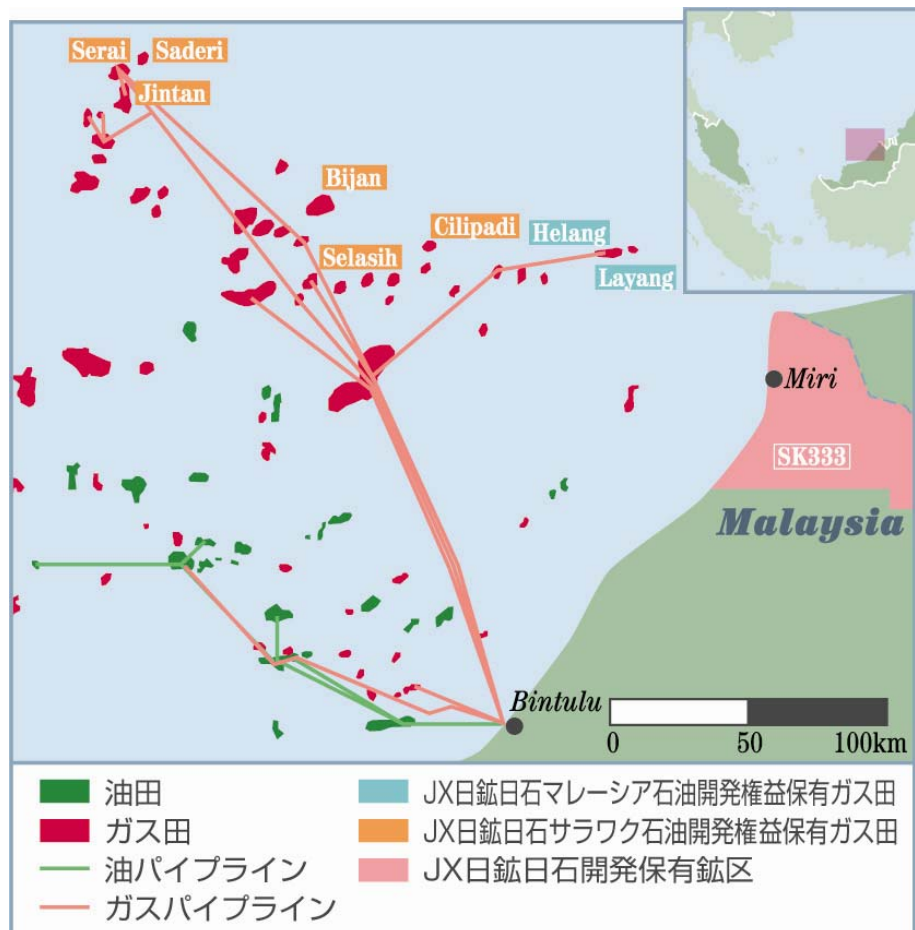 Serai
Saderi
Jintan
Bijan
Cilipadi
Helang
Selasih
Layang
Miri
SK333
Malaysia
Bintulu
0 50 100km
油田
ガス田
油パイプライン
ガスパイプライン
JX日鉱日石マレーシア石油開発権益保有ガス田
JX日鉱日石サラワク石油開発権益保有ガス田
JX日鉱日石開発保有鉱区